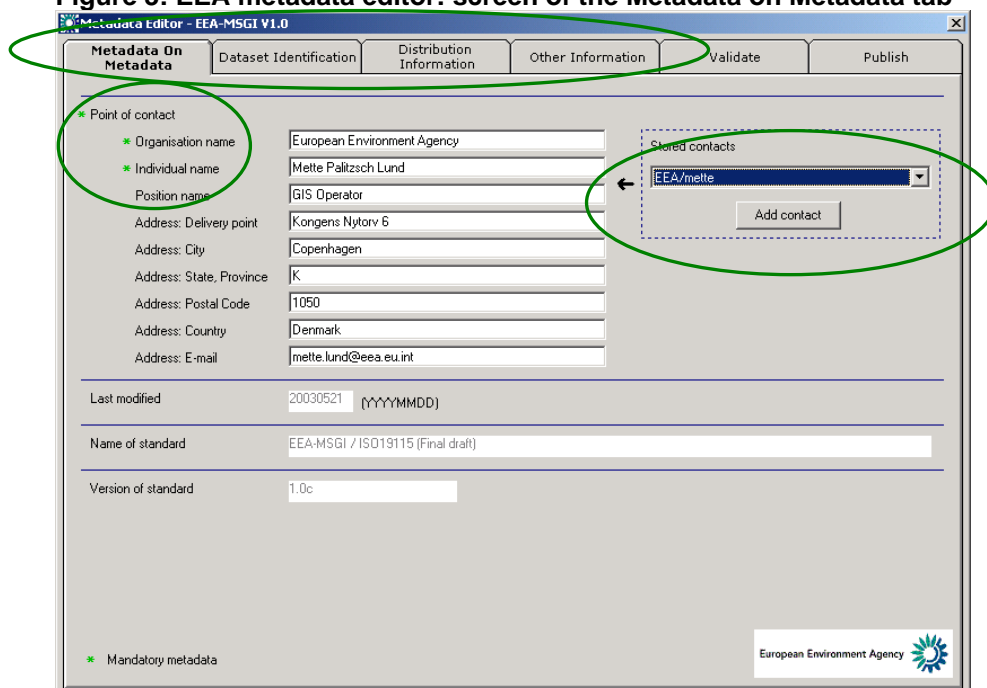 Figure 5: EEA metadata editor: screen of the Metadata on Metadata tab
Metadata Editor - EEA-MSGI V1.0
Metadata On Metadata
Dataset Identification
Distribution Information
Other Information
Validate
Publish
* Point of contact
* Organisation name
European Environment Agency
* Individual name
Mette Palitzsch Lund
Position name
GIS Operator
Address: Delivery point
Kongens Nytorv 6
Address: City
Copenhagen
Address: State, Province
K
Address: Postal Code
1050
Address: Country
Denmark
Address: E-mail
mette.lund@eea.eu.int
Stored contacts
EEA/mette
Add contact
Last modified
20030521 (YYYYMMDD)
Name of standard
EEA-MSGI / ISO19115 (Final draft)
Version of standard
1.0c
* Mandatory metadata
European Environment Agency